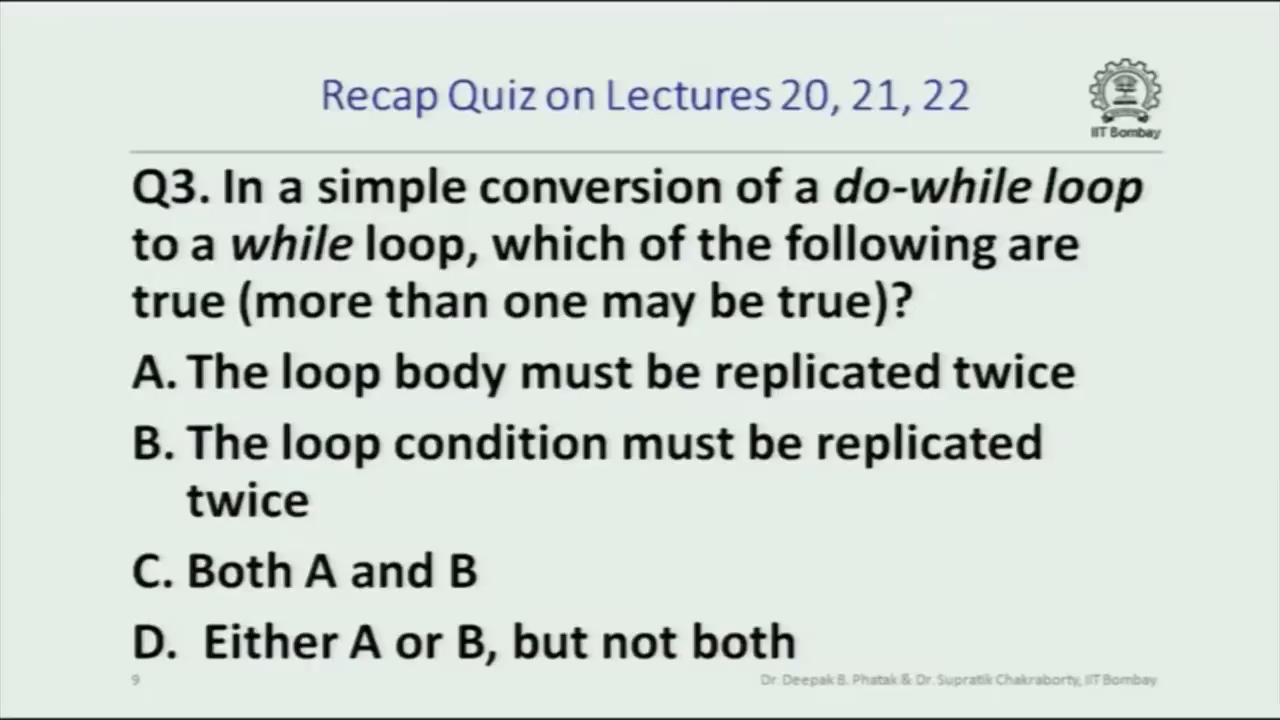 Recap Quiz on Lectures 20, 21, 22
IIT Bombay
Q3. In a simple conversion of a do-while loop
to a while loop, which of the following are
true (more than one may be true)?
A. The loop body must be replicated twice
B. The loop condition must be replicated
twice
C. Both A and B
D. Either A or B, but not both
9
Dr. Deepak B. Phatak & Dr. Supratik Chakraborty, IIT Bombay